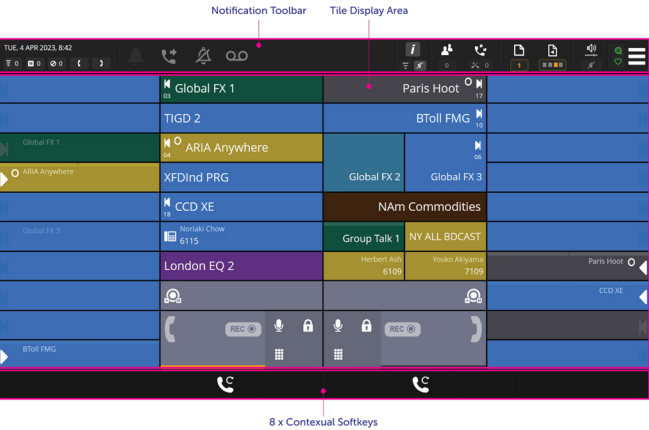 Notification Toolbar
Tile Display Area
TUE, 4 APR 2023, 8:42
0 0 0
i
0 0 1
03 Global FX 1
Paris Hoot 17
TIGD 2
BToll FMG 10
Global FX 1
04 ARIA Anywhere
06
ARIA Anywhere
XFDInd PRG
Global FX 2
Global FX 3
18 CCD XE
NAm Commodities
Global FX 3
Noriaki Chow
6115
Group Talk 1
NY ALL BDCAST
London EQ 2
Herbert Ash
6109
Youko Akiyama
7109
Paris Hoot
CCD XE
REC
REC
BToll FMG
8 x Contexual Softkeys